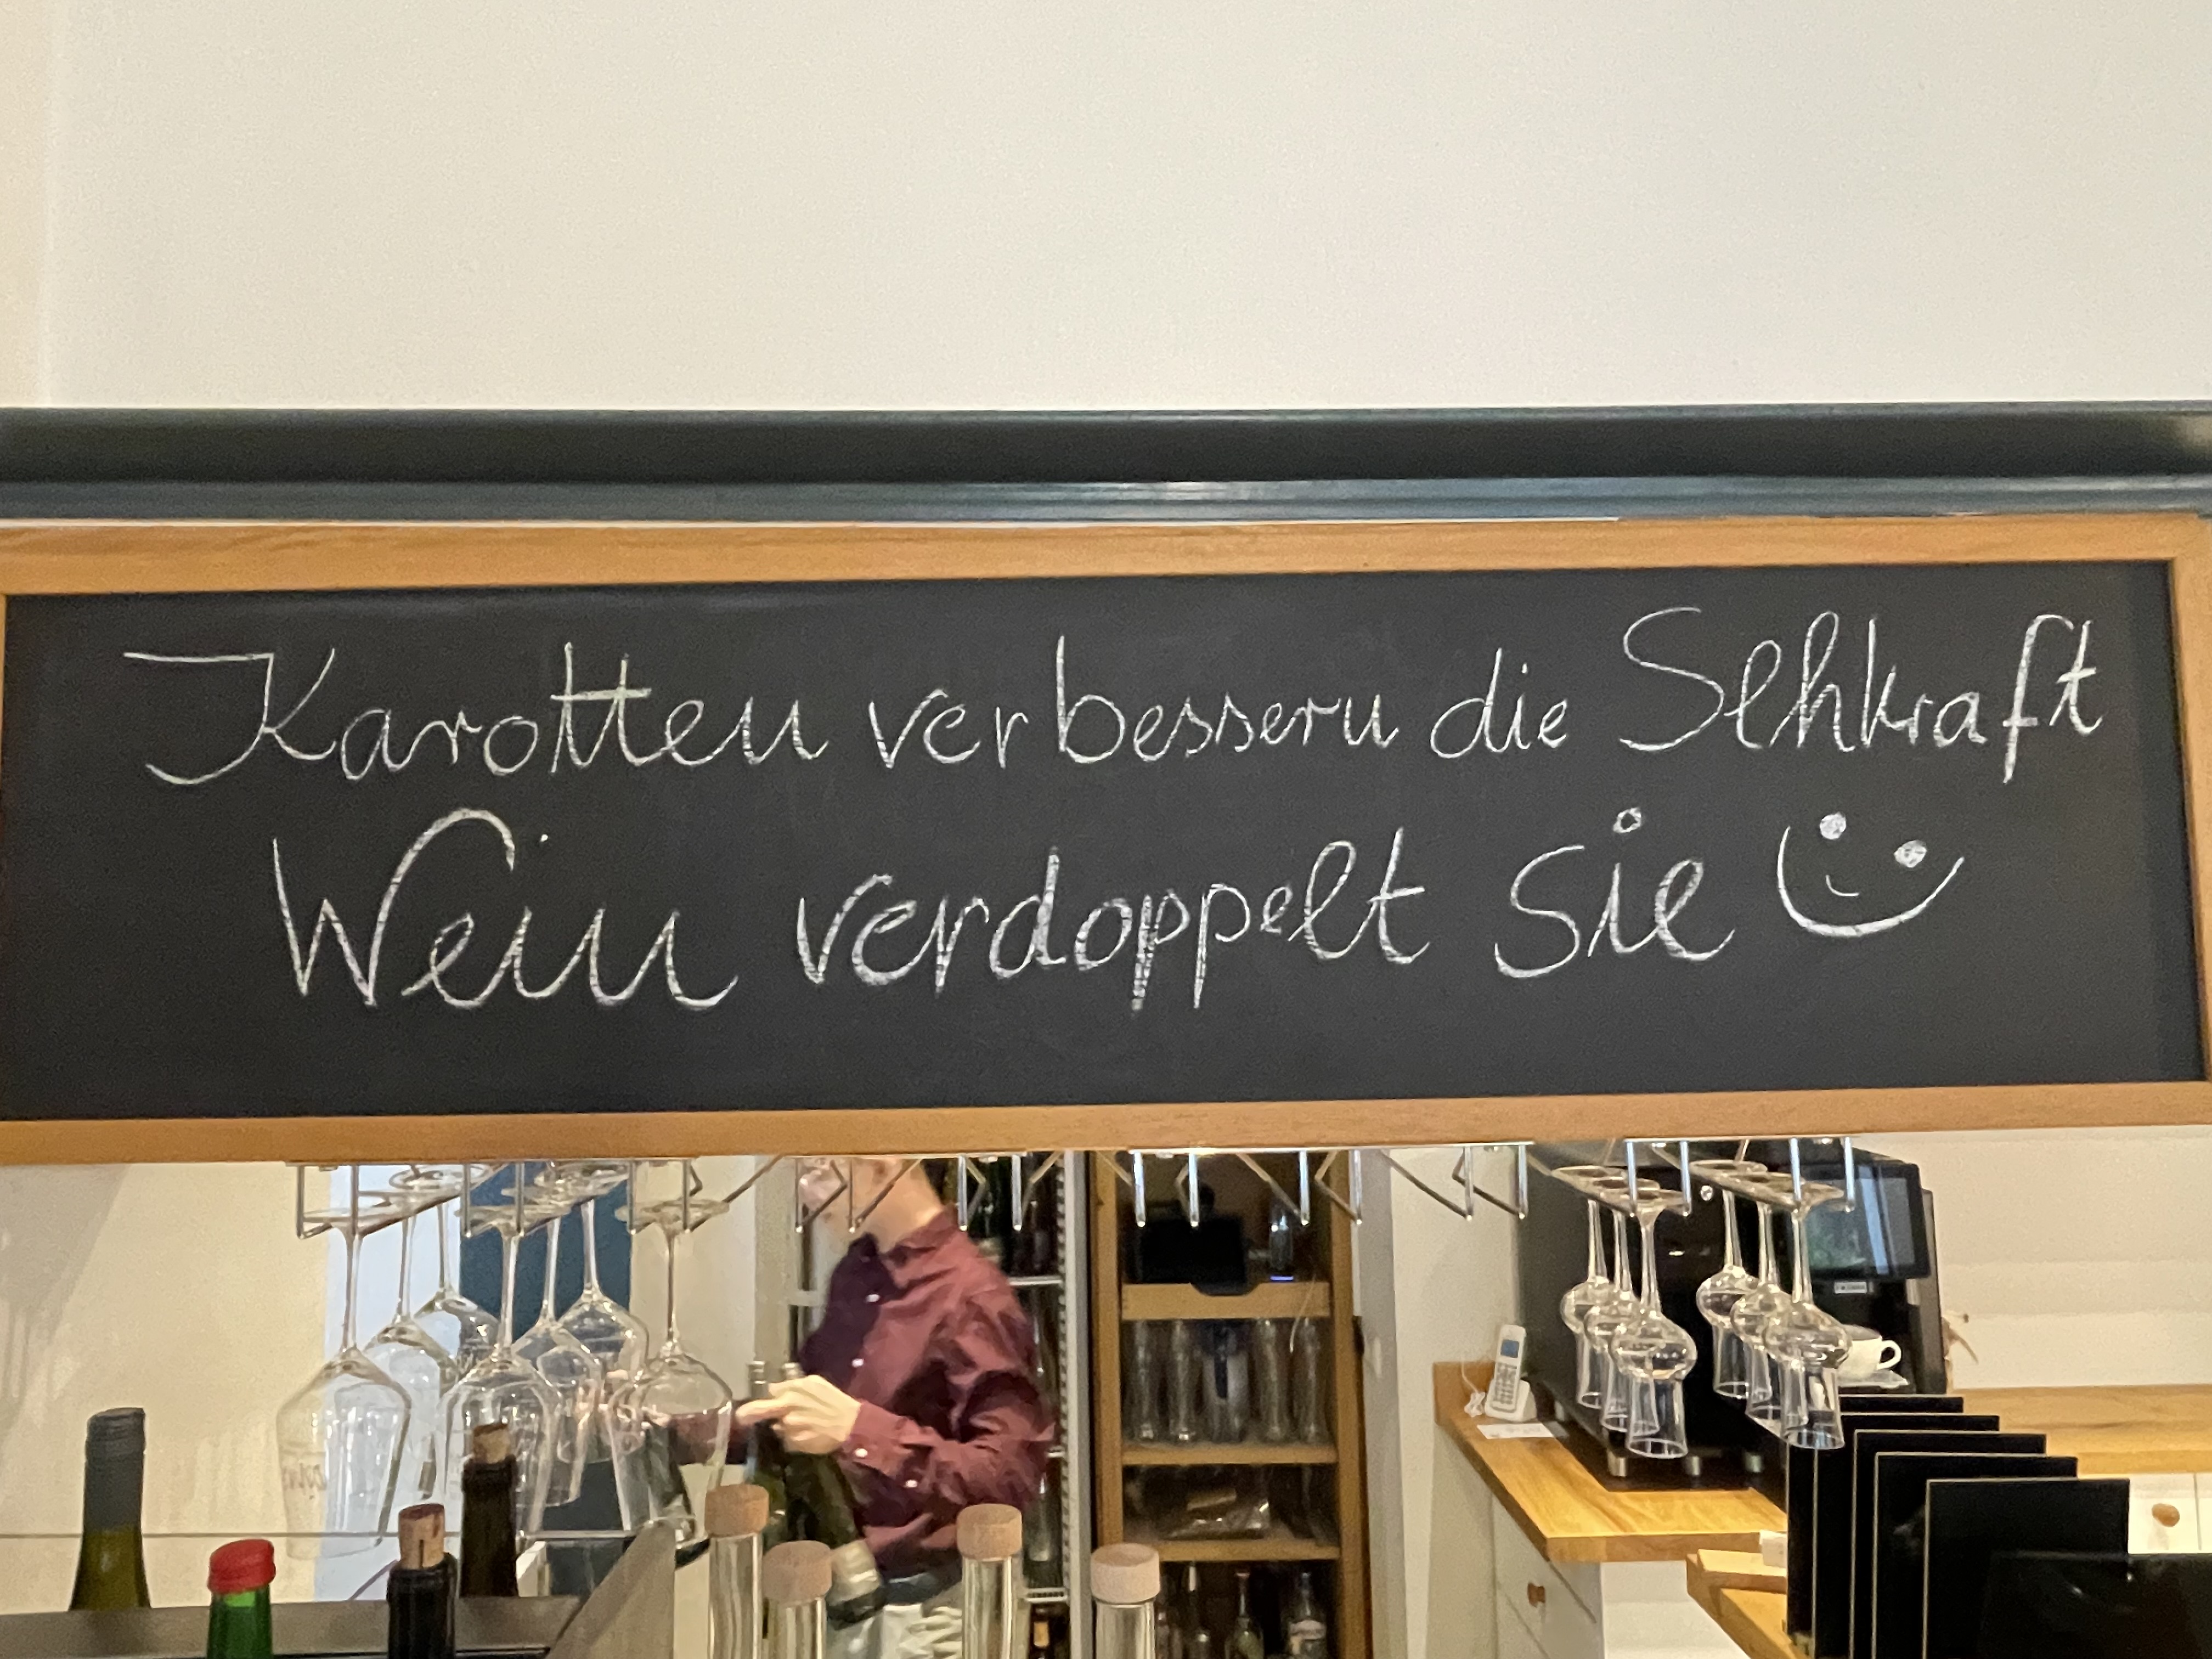 Karotten verbessern die Sehkraft
Wein verdoppelt sie